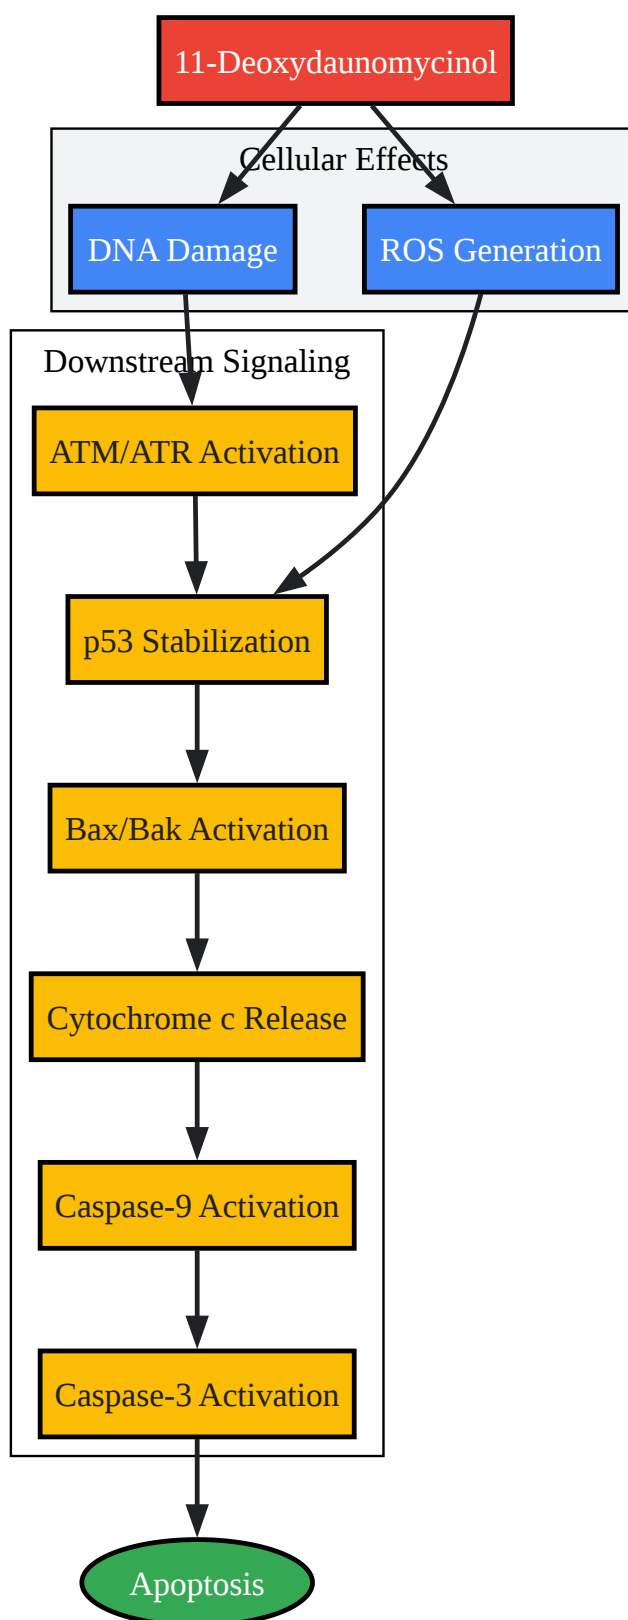 11-Deoxydaunomycinol
Cellular Effects
DNA Damage
ROS Generation
Downstream Signaling
ATM/ATR Activation
p53 Stabilization
Bax/Bak Activation
Cytochrome c Release
Caspase-9 Activation
Caspase-3 Activation
Apoptosis